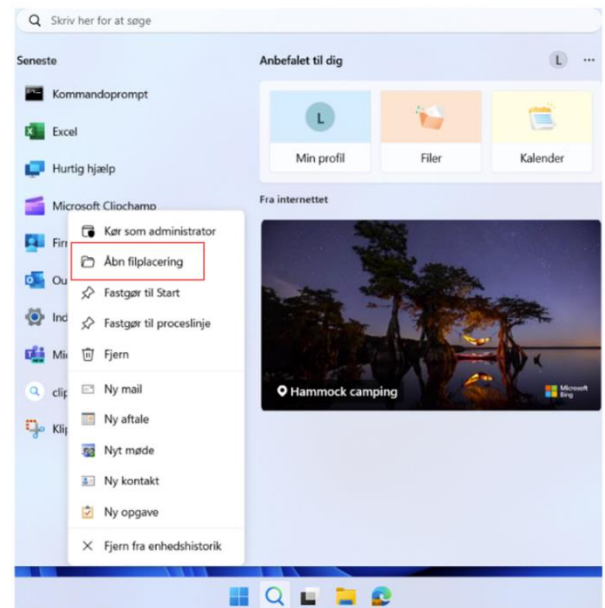 Skriv her for at søge
Seneste
Kommandoprompt
Excel
Hurtig hjælp
Microsoft Clipchamp
Anbefalet til dig
L
L
Min profil
Filer
Kalender
Fra internettet
Hammock camping
Microsoft
Bing
Kør som administrator
Åbn filplacering
Fastgør til Start
Fastgør til proceslinje
Fjern
Ny mail
Ny aftale
Nyt møde
Ny kontakt
Ny opgave
Fjern fra enhedshistorik